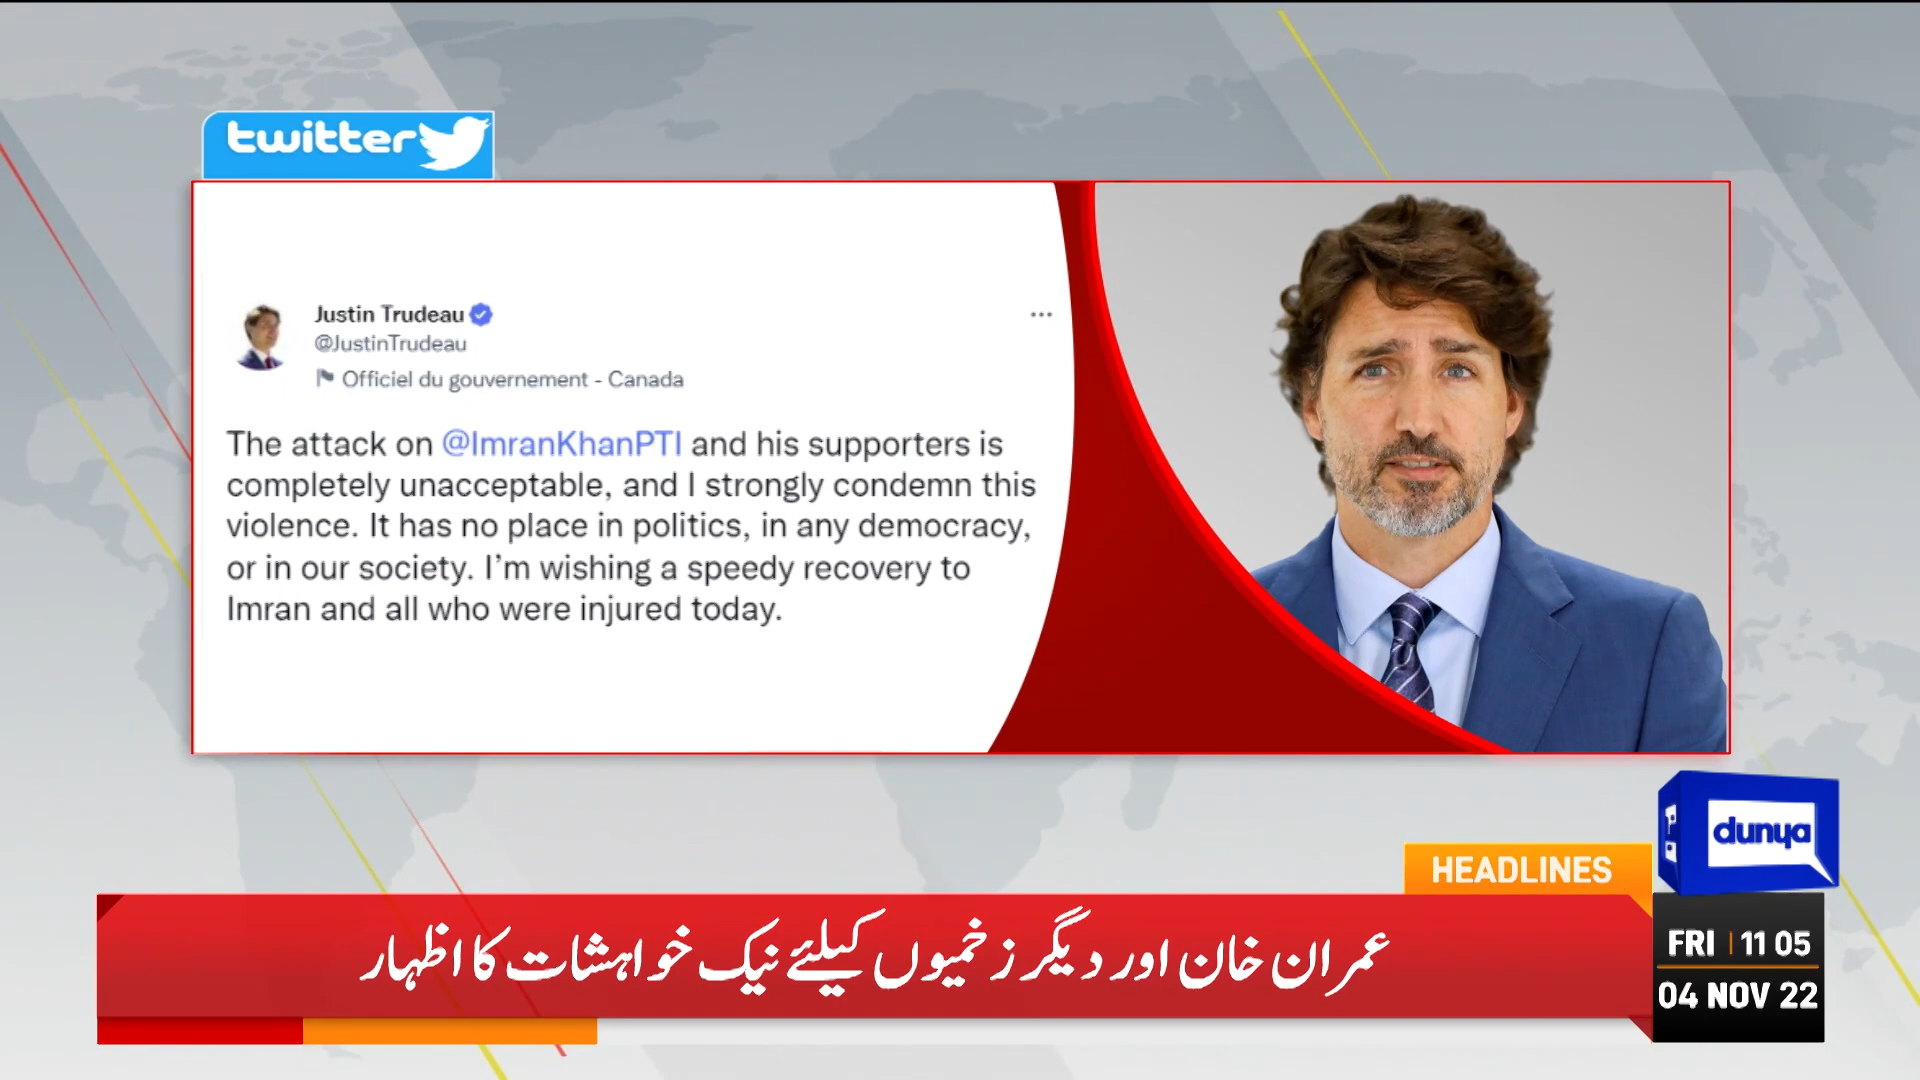 twitter
Justin Trudeau
@JustinTrudeau
Officiel du gouvernement - Canada
The attack on @ImranKhanPTI and his supporters is
completely unacceptable, and I strongly condemn this
violence. It has no place in politics, in any democracy,
or in our society. I’m wishing a speedy recovery to
Imran and all who were injured today.
dunya
HEADLINES
عمران خان اور دیگر زخمیوں کیلئے نیک خواہشات کا اظہار
FRI | 11 05
04 NOV 22